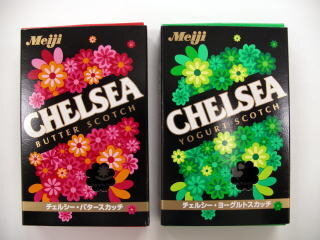 Meiji
CHELSEA
BUTTER SCOTCH
チェルシー・バタースカッチ
Meiji
CHELSEA
YOGURT SCOTCH
チェルシー・ヨーグルトスカッチ